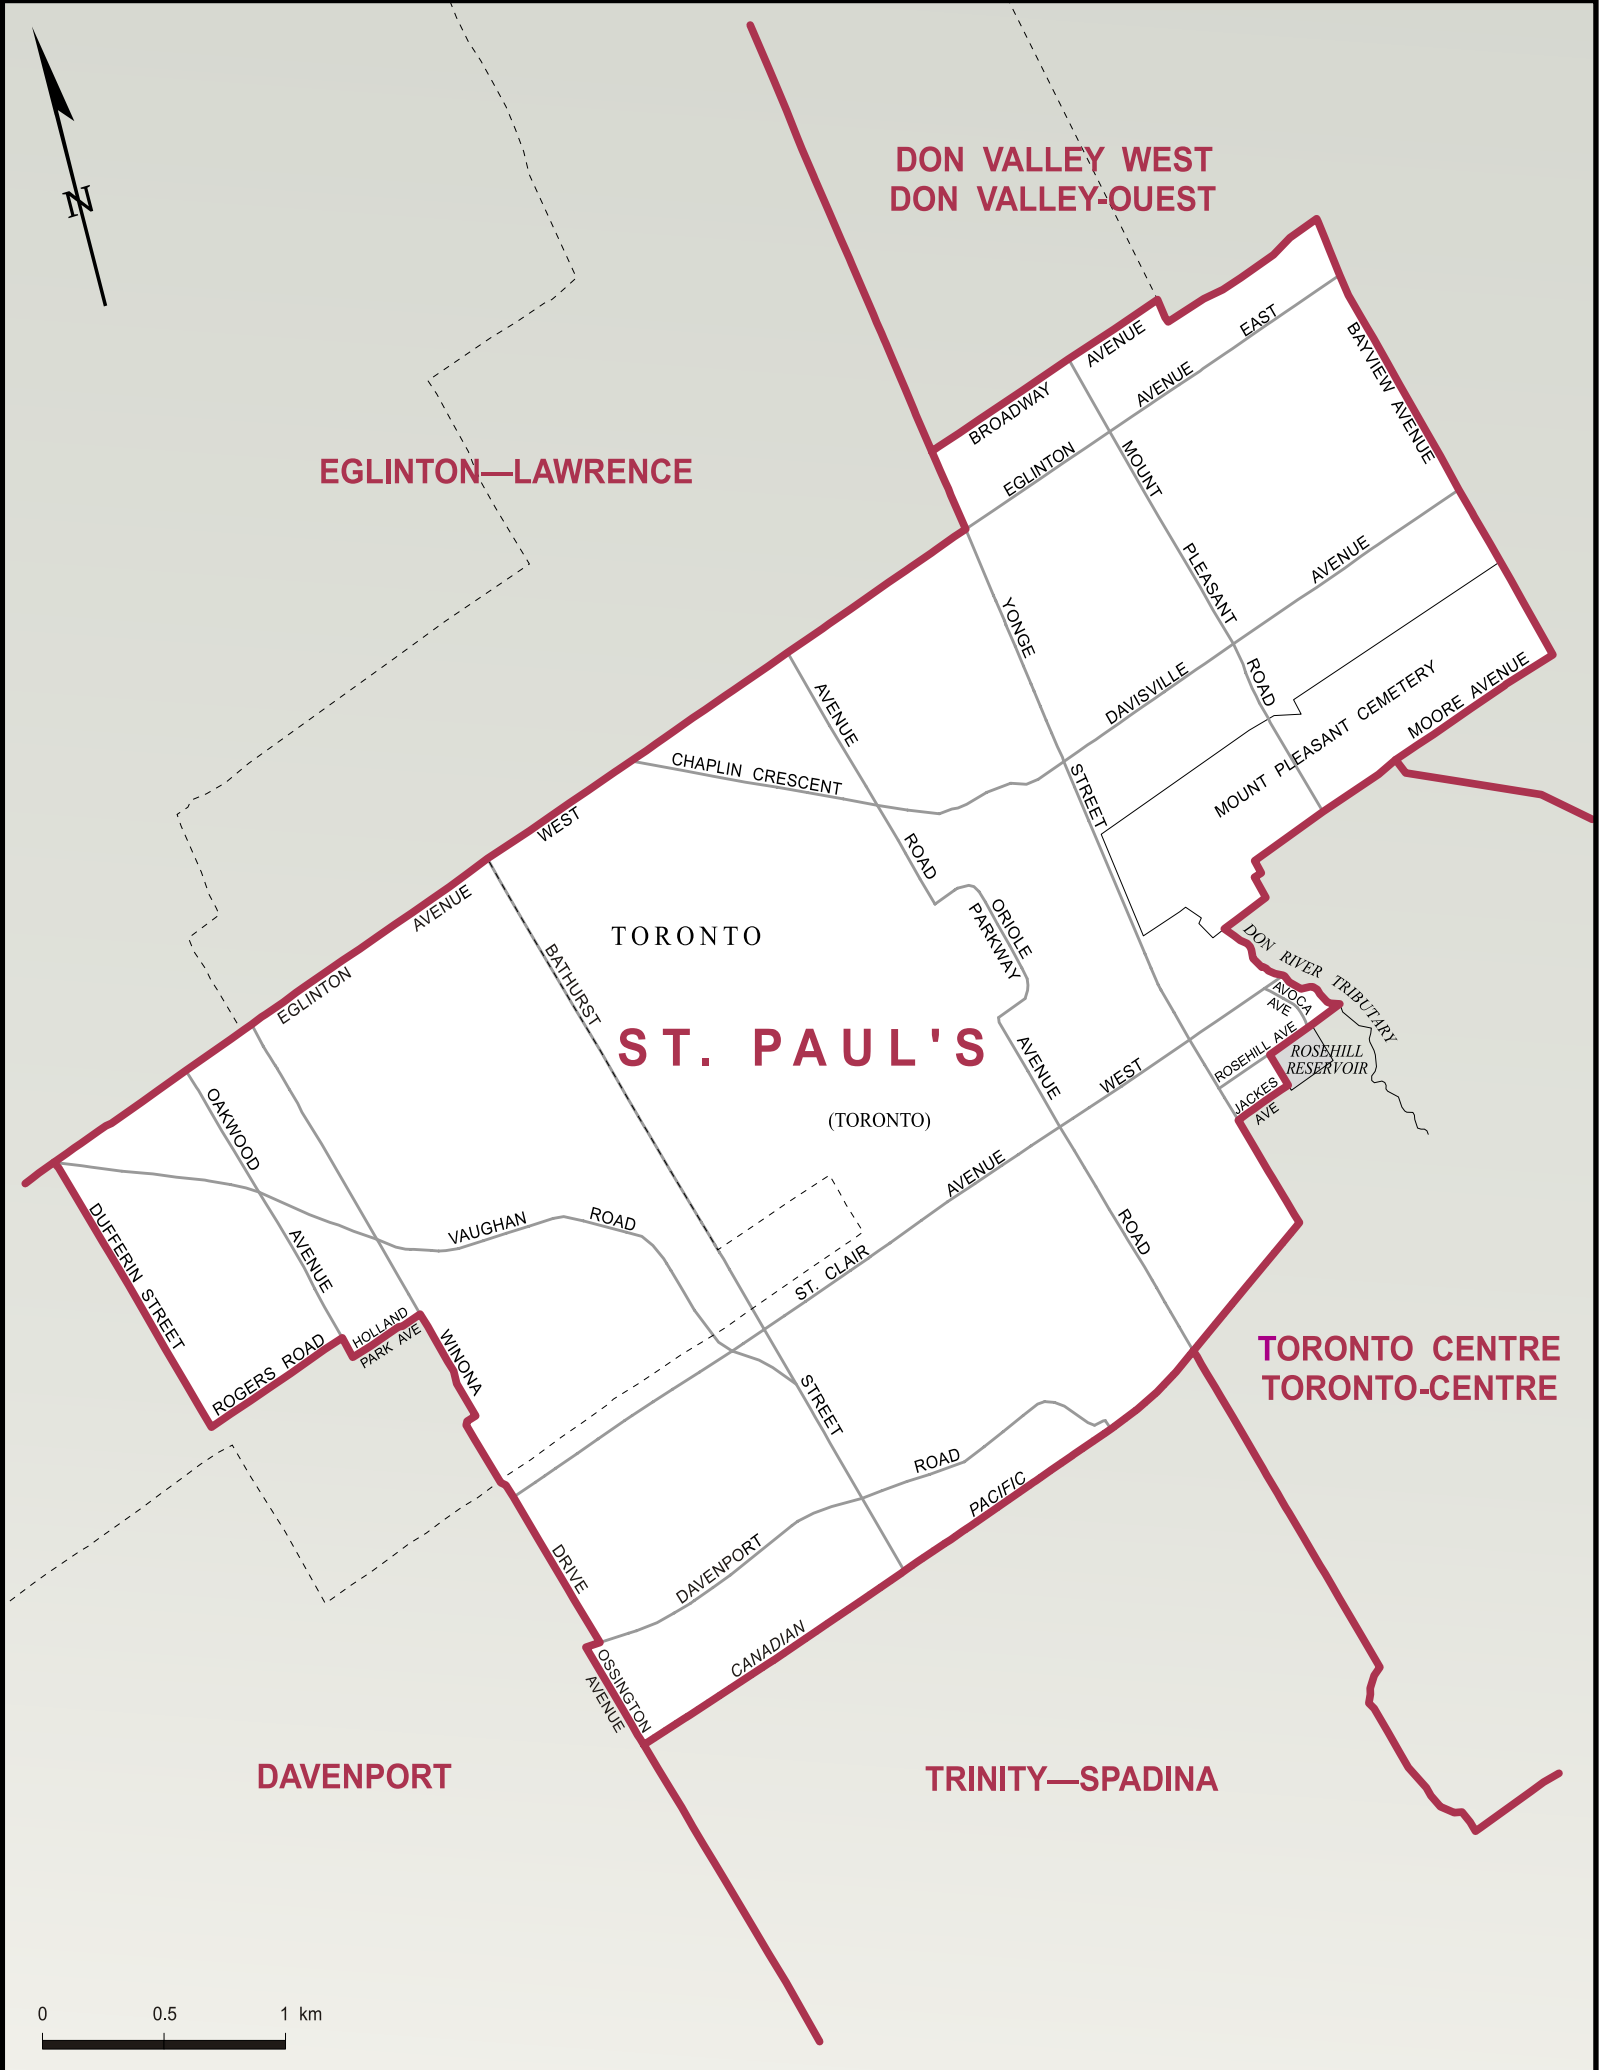 N
DON VALLEY WEST
DON VALLEY-OUEST
EGLINTON—LAWRENCE
BROADWAY AVENUE
EGLINTON AVENUE EAST
BAYVIEW AVENUE
MOUNT PLEASANT ROAD
YONGE STREET
DAVISVILLE AVENUE
MOUNT PLEASANT CEMETERY
MOORE AVENUE
AVENUE ROAD
CHAPLIN CRESCENT
EGLINTON AVENUE WEST
ORIOLE
PARKWAY
TORONTO
BATHURST STREET
ST. PAUL'S
(TORONTO)
DON RIVER TRIBUTARY
AVOCA
AVE
ROSEHILL AVE
ROSEHILL
RESERVOIR
JACKES
AVE
AVENUE ROAD
ST. CLAIR AVENUE WEST
OAKWOOD AVENUE
VAUGHAN ROAD
DUFFERIN STREET
ROGERS ROAD
HOLLAND
PARK AVE
WINONA DRIVE
DAVENPORT ROAD
CANADIAN PACIFIC
OSSINGTON
AVENUE
TORONTO CENTRE
TORONTO-CENTRE
DAVENPORT
TRINITY—SPADINA
0 0.5 1 km